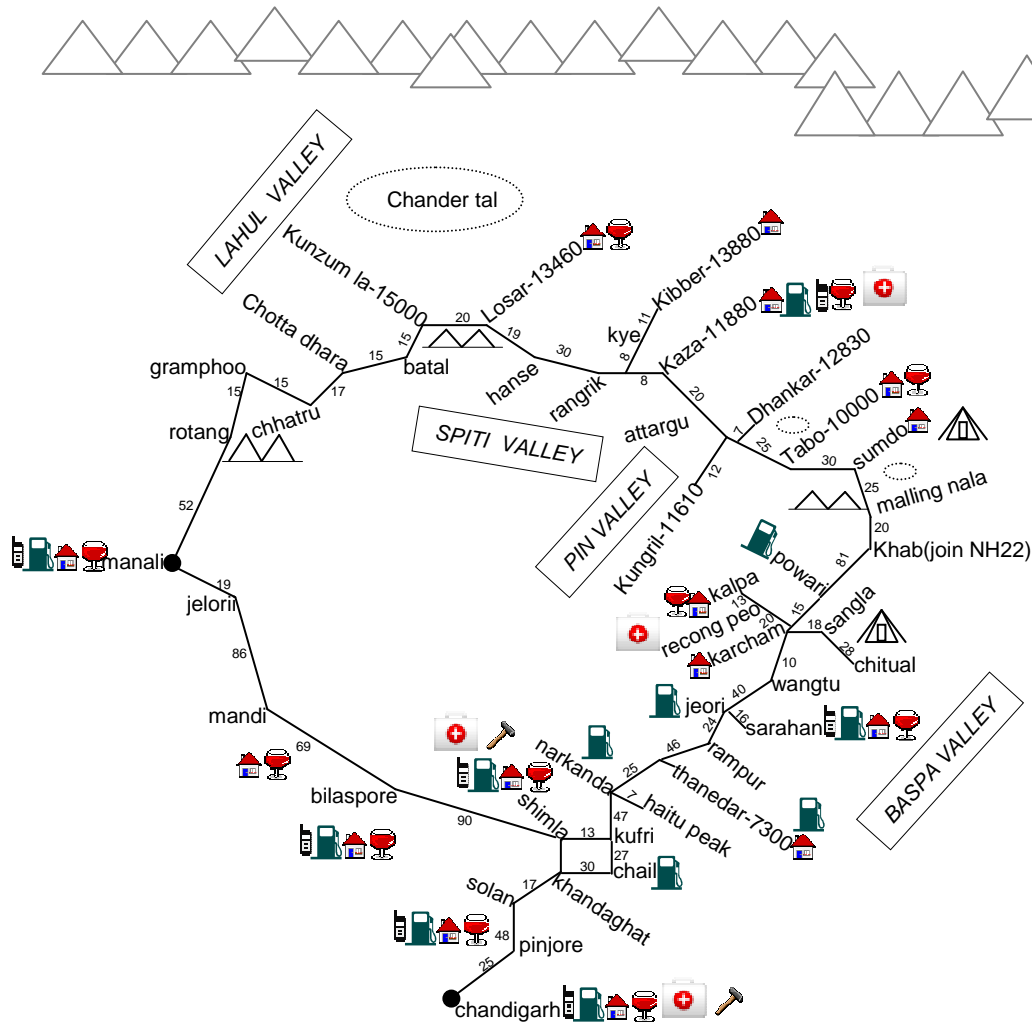 LAHUL VALLEY
Chander tal
Kunzum la-15000
Losar-13460
Kibber-13880
Chotta dhara
kye
11
Kaza-11880
20
19
15
15
batal
30
8
8
hanse
rangrik
gramphoo
15
15
17
chhatru
rotang
20
Dhankar-12830
7
Tabo-10000
attargu
25
sumdo
30
SPITI VALLEY
12
Kungril-11610
PIN VALLEY
25
malling nala
20
Khab(join NH22)
52
manali
81
powari
kalpa
13
recong peo
20
15
karcham
18
sangla
28
chitual
19
jelorii
10
wangtu
86
jeori
40
16
sarahan
24
BASPA VALLEY
mandi
69
narkanda
46
rampur
25
thanedar-7300
7
haitu peak
bilaspore
90
shimla
47
13
kufri
27
30
chail
khandaghat
solan
17
48
pinjore
25
chandigarh